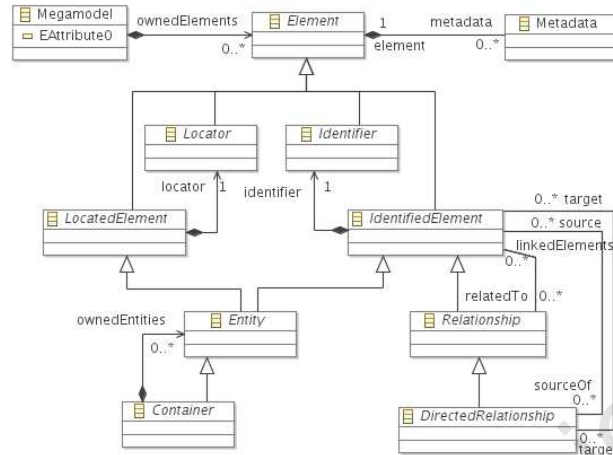 Megamodel
EAttribute0
ownedElements
0..*
Element
1
element
metadata
0..*
Metadata
Locator
Identifier
locator
1
identifier
1
LocatedElement
IdentifiedElement
0..* target
0..* source
linkedElements
0..*
relatedTo
0..*
ownedEntities
0..*
Entity
Relationship
sourceOf
0..*
Container
DirectedRelationship
0..*